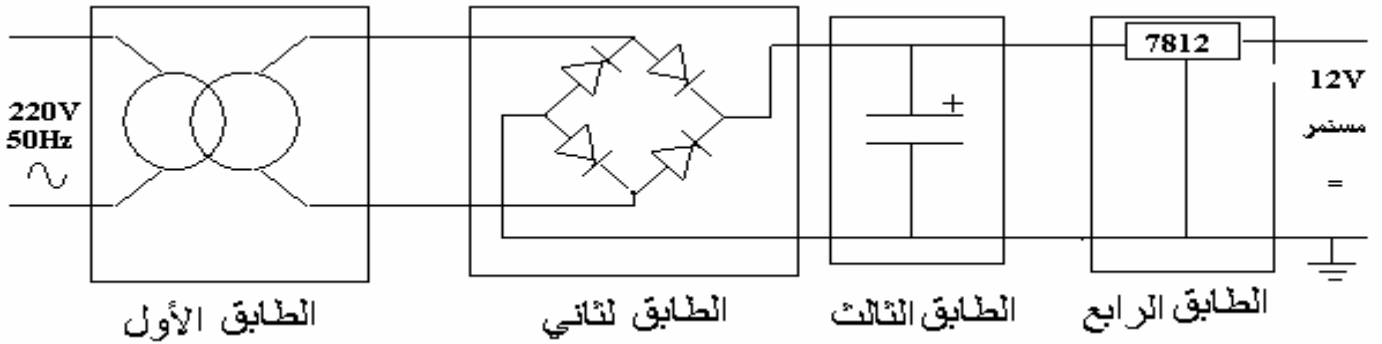 7812
220V
50Hz
12V
مستمر
=
+
الطابق الأول
الطابق لثاني
الطابق الثالث
الطابق الرابع